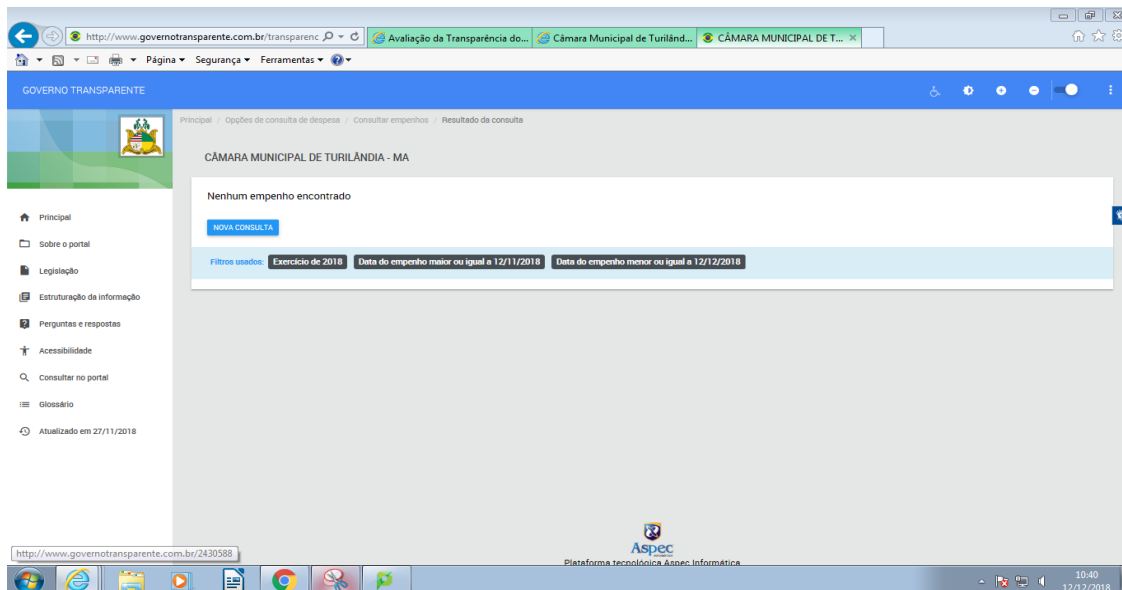 http://www.governotransparente.com.br/transparenc
Avaliação da Transparência do...
Câmara Municipal de Turilând...
CÂMARA MUNICIPAL DE T...
Página
Segurança
Ferramentas
GOVERNO TRANSPARENTE
Principal / Opções de consulta de despesa / Consultar empenhos / Resultado da consulta
CÂMARA MUNICIPAL DE TURILÂNDIA - MA
Nenhum empenho encontrado
NOVA CONSULTA
Filtros usados: Exercício de 2018 Data do empenho maior ou igual a 12/11/2018 Data do empenho menor ou igual a 12/12/2018
Principal
Sobre o portal
Legislação
Estruturação da informação
Perguntas e respostas
Acessibilidade
Consultar no portal
Glossário
Atualizado em 27/11/2018
Aspec
Plataforma tecnológica Aspec Informática
http://www.governotransparente.com.br/2430588
10:40
12/12/2018